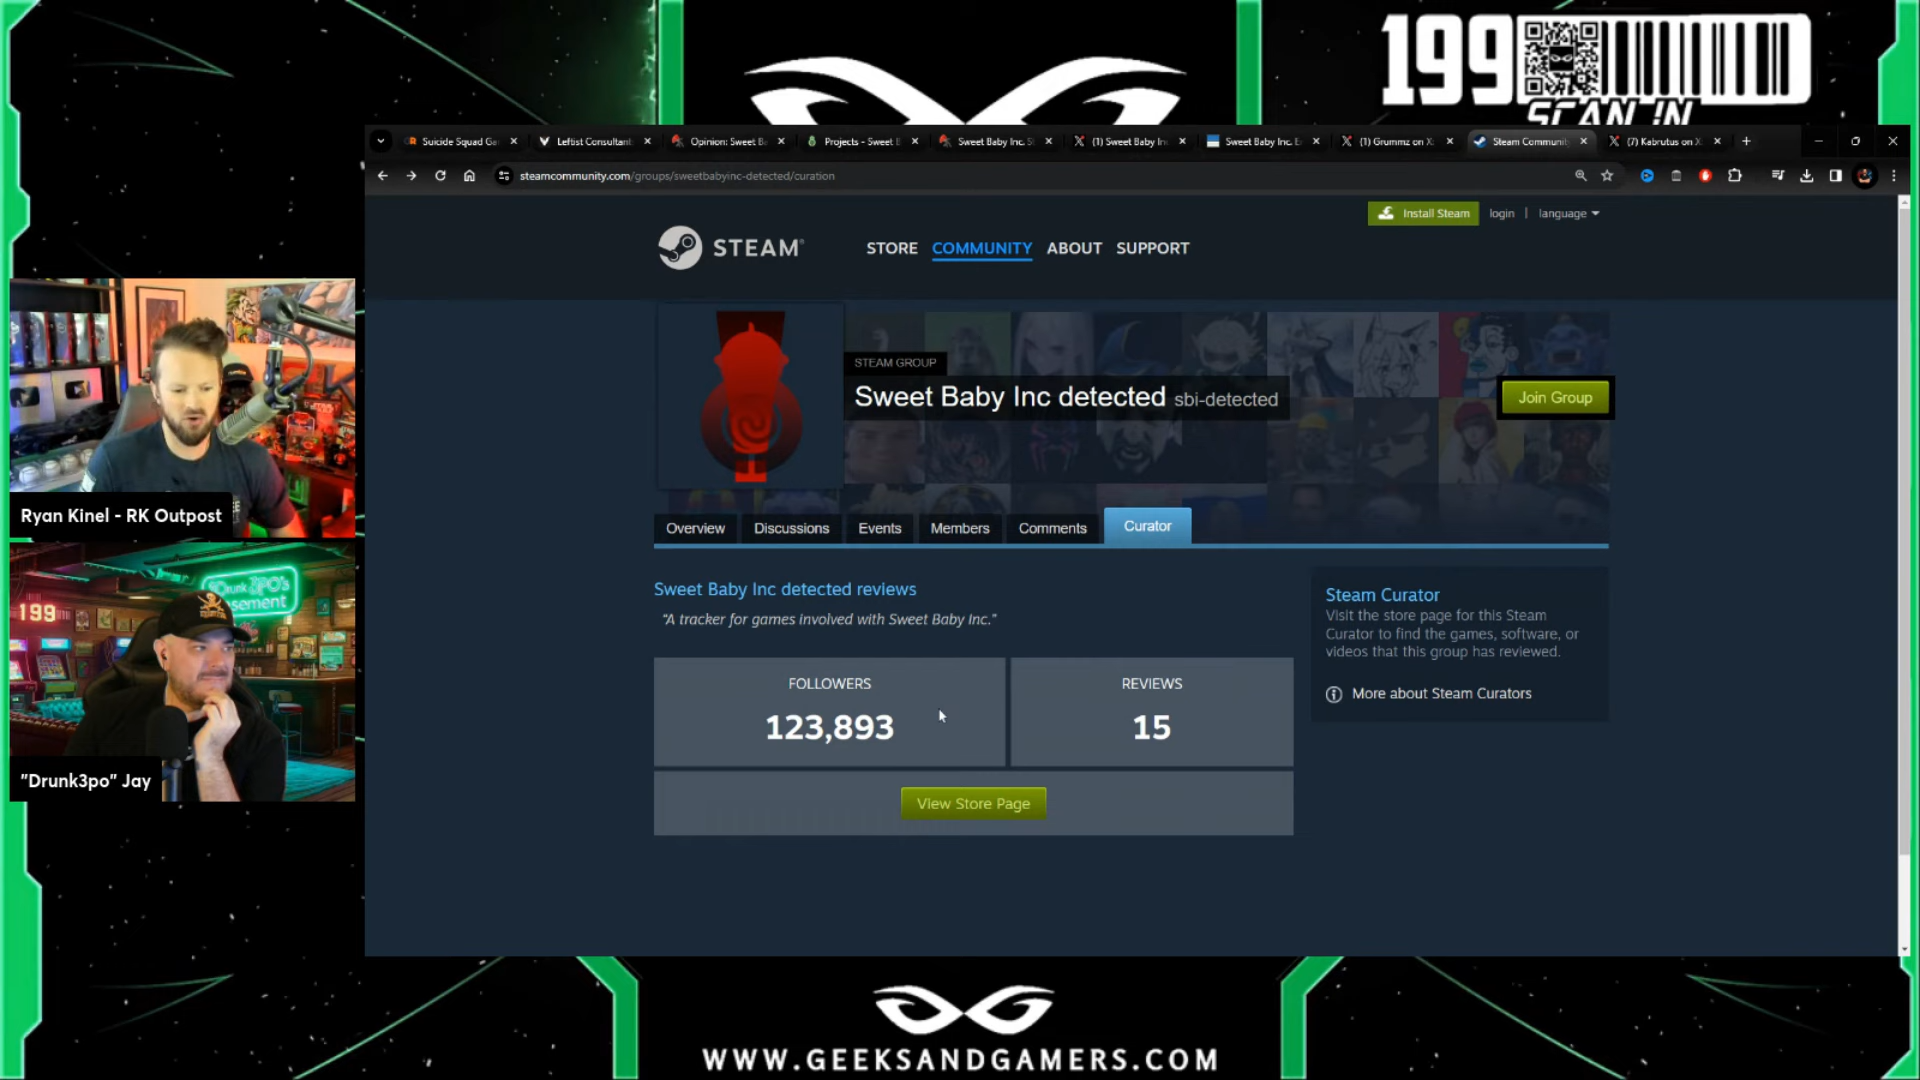 199
SCAN IN
Suicide Squad Ga
Leftist Consultant
Opinion: Sweet Ba
Projects - Sweet B
Sweet Baby Inc. S
(1) Sweet Baby Inc
Sweet Baby Inc. E
(1) Grummz on X
Steam Communit
(7) Kabrutus on X
steamcommunity.com/groups/sweetbabyinc-detected/curation
Install Steam
login | language
STEAM®
STORE COMMUNITY ABOUT SUPPORT
STEAM GROUP
Sweet Baby Inc detected sbi-detected
Join Group
Overview Discussions Events Members Comments Curator
Sweet Baby Inc detected reviews
"A tracker for games involved with Sweet Baby Inc."
FOLLOWERS
123,893
REVIEWS
15
View Store Page
Steam Curator
Visit the store page for this Steam
Curator to find the games, software, or
videos that this group has reviewed.
More about Steam Curators
Ryan Kinel - RK Outpost
Drunk 3PO's
asement
199
"Drunk3po" Jay
WWW.GEEKSANDGAMERS.COM